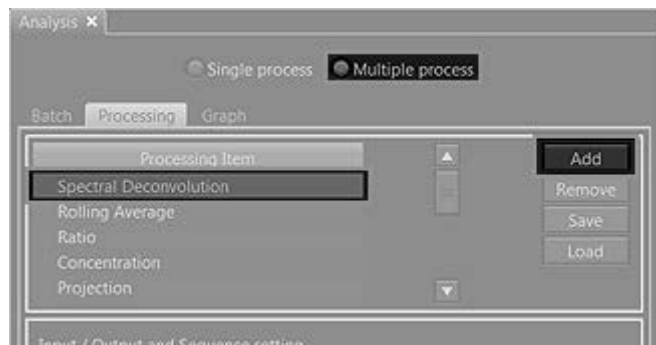 Analysis
Single process Multiple process
Batch Processing Graph
Processing Item
Add
Spectral Deconvolution
Remove
Rolling Average
Save
Ratio
Load
Concentration
Projection
Input / Output and Sequence setting